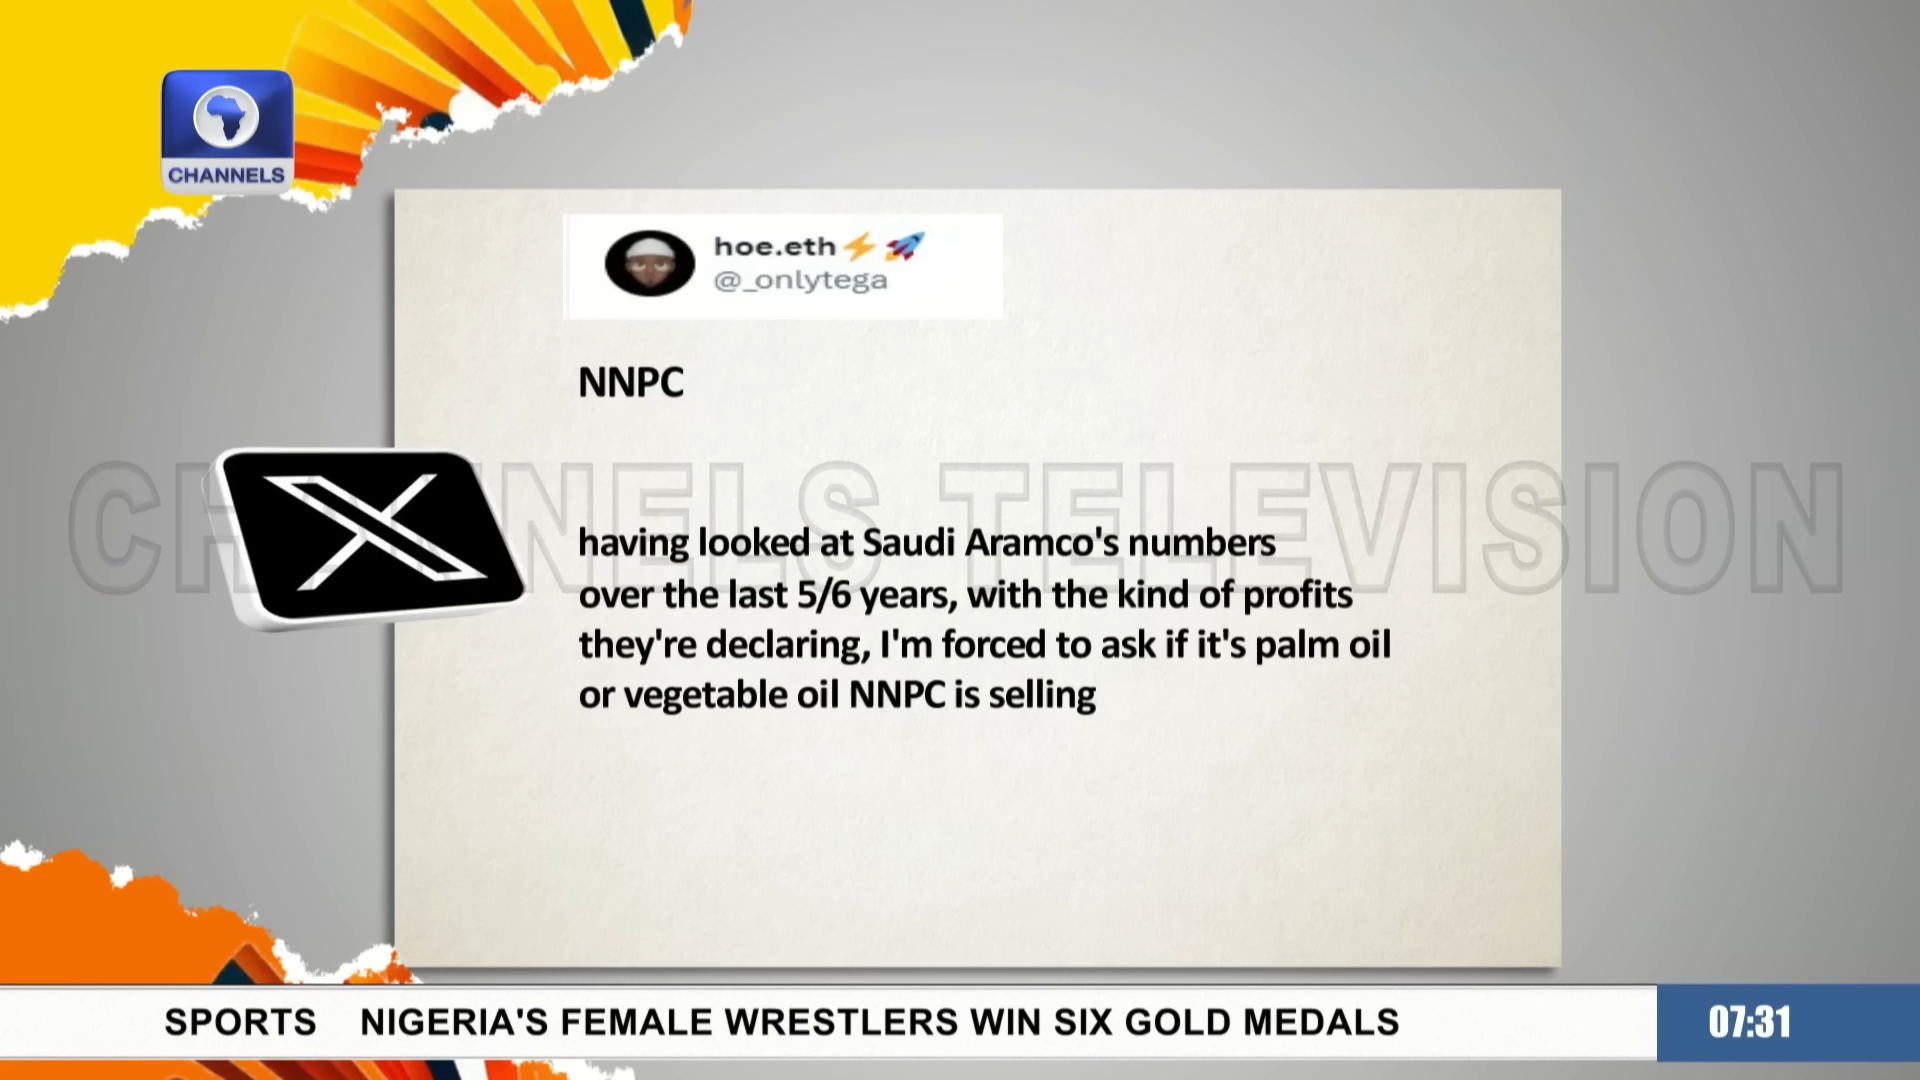 CHANNELS
hoe.eth⚡🚀
@_onlytega
NNPC
CHANNELS TELEVISION
having looked at Saudi Aramco's numbers
over the last 5/6 years, with the kind of profits
they're declaring, I'm forced to ask if it's palm oil
or vegetable oil NNPC is selling
SPORTS NIGERIA'S FEMALE WRESTLERS WIN SIX GOLD MEDALS
07:31